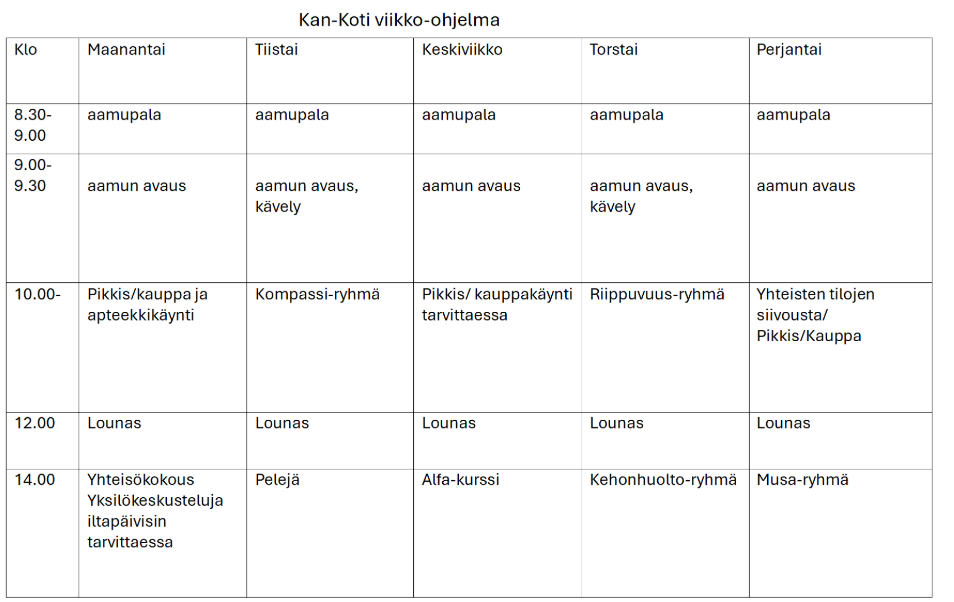 Kan-Koti viikko-ohjelma
Klo Maanantai Tiistai Keskiviikko Torstai Perjantai
8.30- aamupala aamupala aamupala aamupala aamupala
9.00
9.00-
9.30 aamun avaus aamun avaus, aamun avaus aamun avaus, aamun avaus
kävely kävely
10.00- Pikkis/kauppa ja Kompassi-ryhmä Pikkis/ kauppakäynti Riippuvuus-ryhmä Yhteisten tilojen
apteekkikäynti tarvittaessa siivousta/
Pikkis/Kauppa
12.00 Lounas Lounas Lounas Lounas Lounas
14.00 Yhteisökokous Pelejä Alfa-kurssi Kehonhuolto-ryhmä Musa-ryhmä
Yksilökeskusteluja
iltapäivisin
tarvittaessa